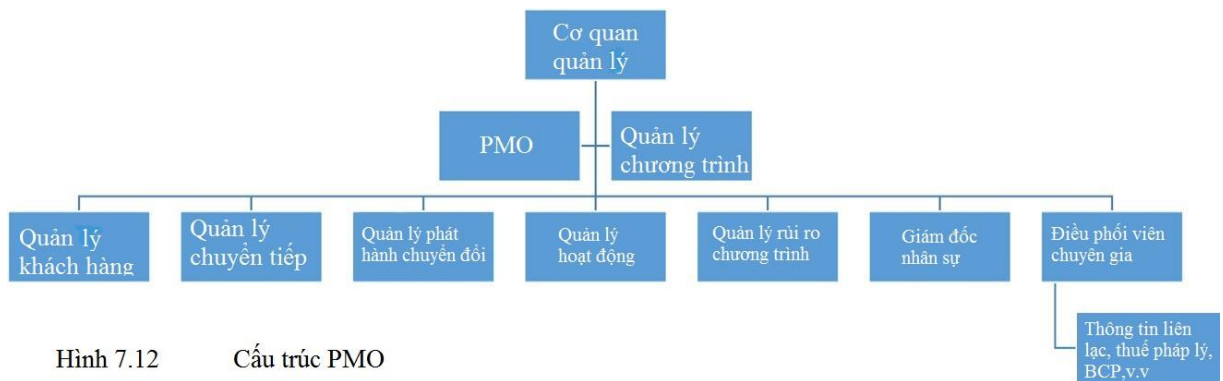 Cơ quan
quản lý
PMO
Quản lý
chương trình
Quản lý
khách hàng
Quản lý
chuyển tiếp
Quản lý phát
hành chuyển đổi
Quản lý
hoạt động
Quản lý rủi ro
chương trình
Giám đốc
nhân sự
Điều phối viên
chuyên gia
Thông tin liên
lạc, thuế pháp lý,
BCP,v.v
Hình 7.12 Cấu trúc PMO